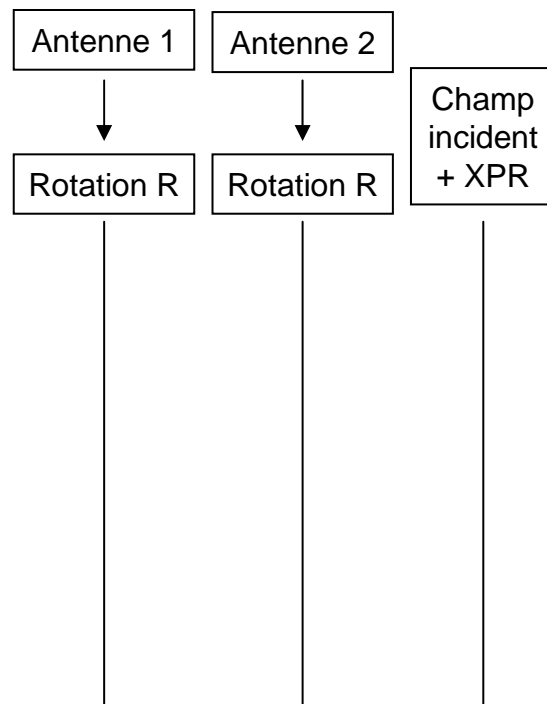 Antenne 1
Antenne 2
Champ
incident
+ XPR
Rotation R
Rotation R